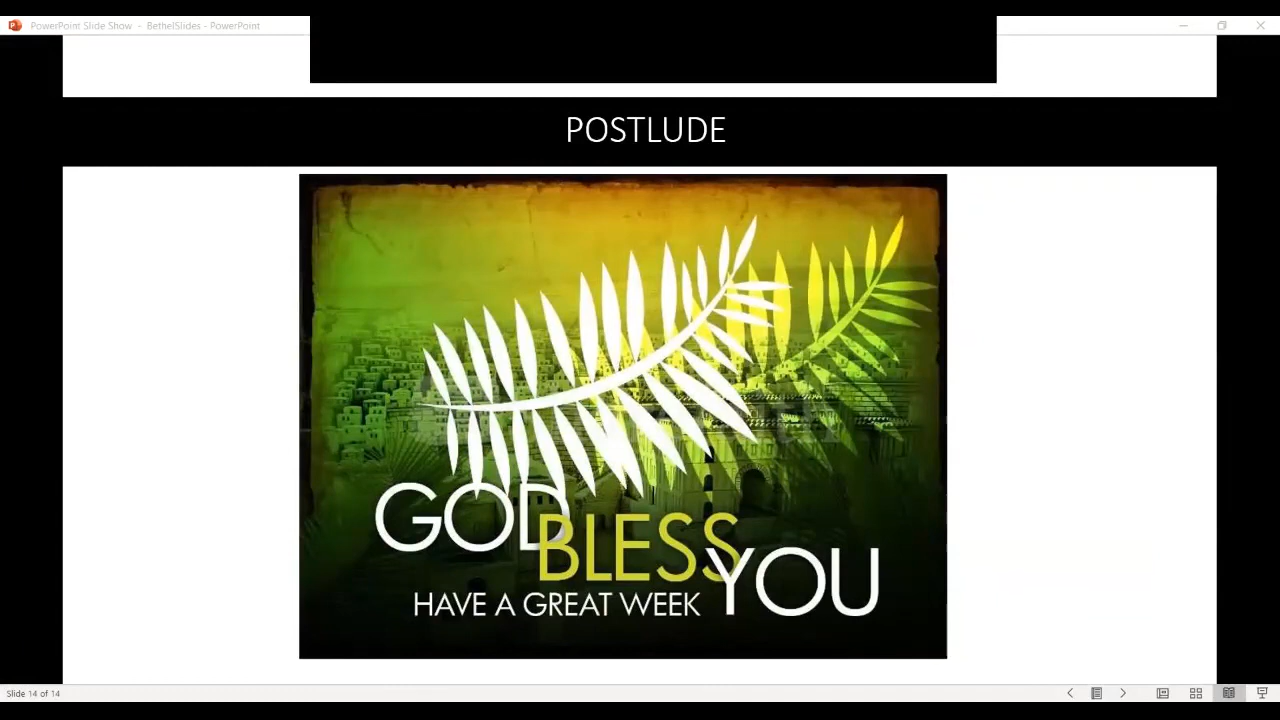 PowerPoint Slide Show - BethelSlides - PowerPoint
POSTLUDE
GOD
BLESS
YOU
HAVE A GREAT WEEK
Slide 14 of 14